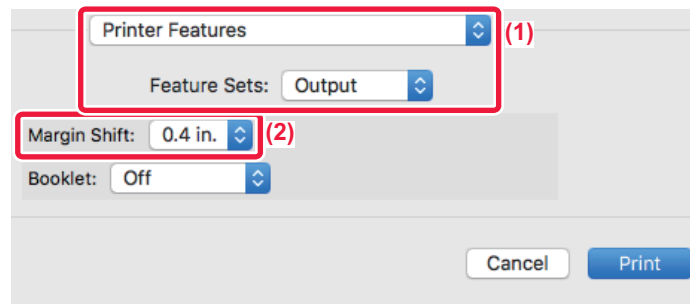 Printer Features (1)
Feature Sets: Output
Margin Shift: 0.4 in. (2)
Booklet: Off
Cancel Print